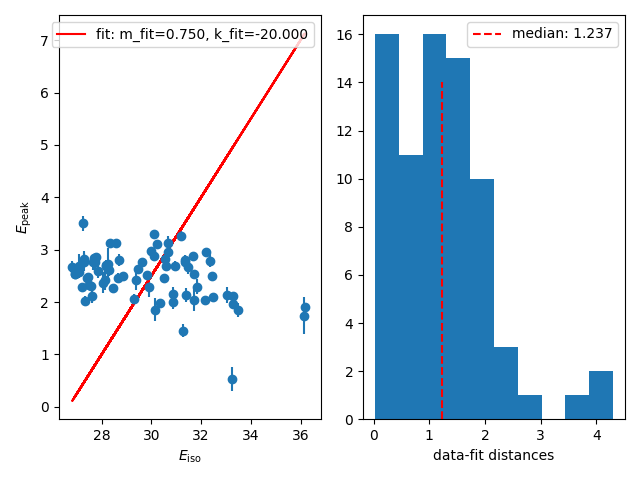 fit: m_fit=0.750, k_fit=-20.000
7
6
5
4
3
2
1
0
E_peak
28 30 32 34 36
E_iso
median: 1.237
16
14
12
10
8
6
4
2
0
0 1 2 3 4
data-fit distances